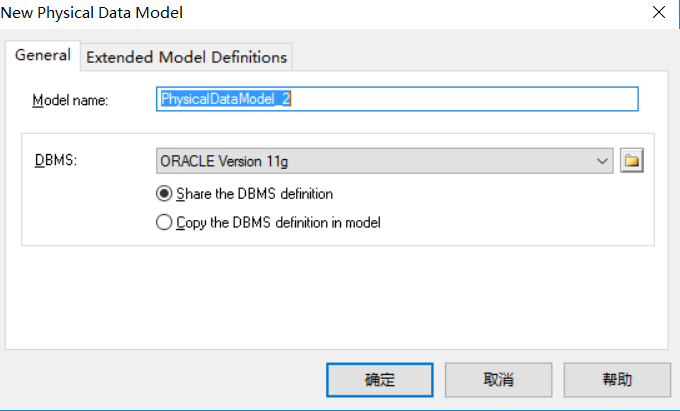 New Physical Data Model
General
Extended Model Definitions
Model name:
PhysicalDataModel_2
DBMS:
ORACLE Version 11g
Share the DBMS definition
Copy the DBMS definition in model
确定
取消
帮助